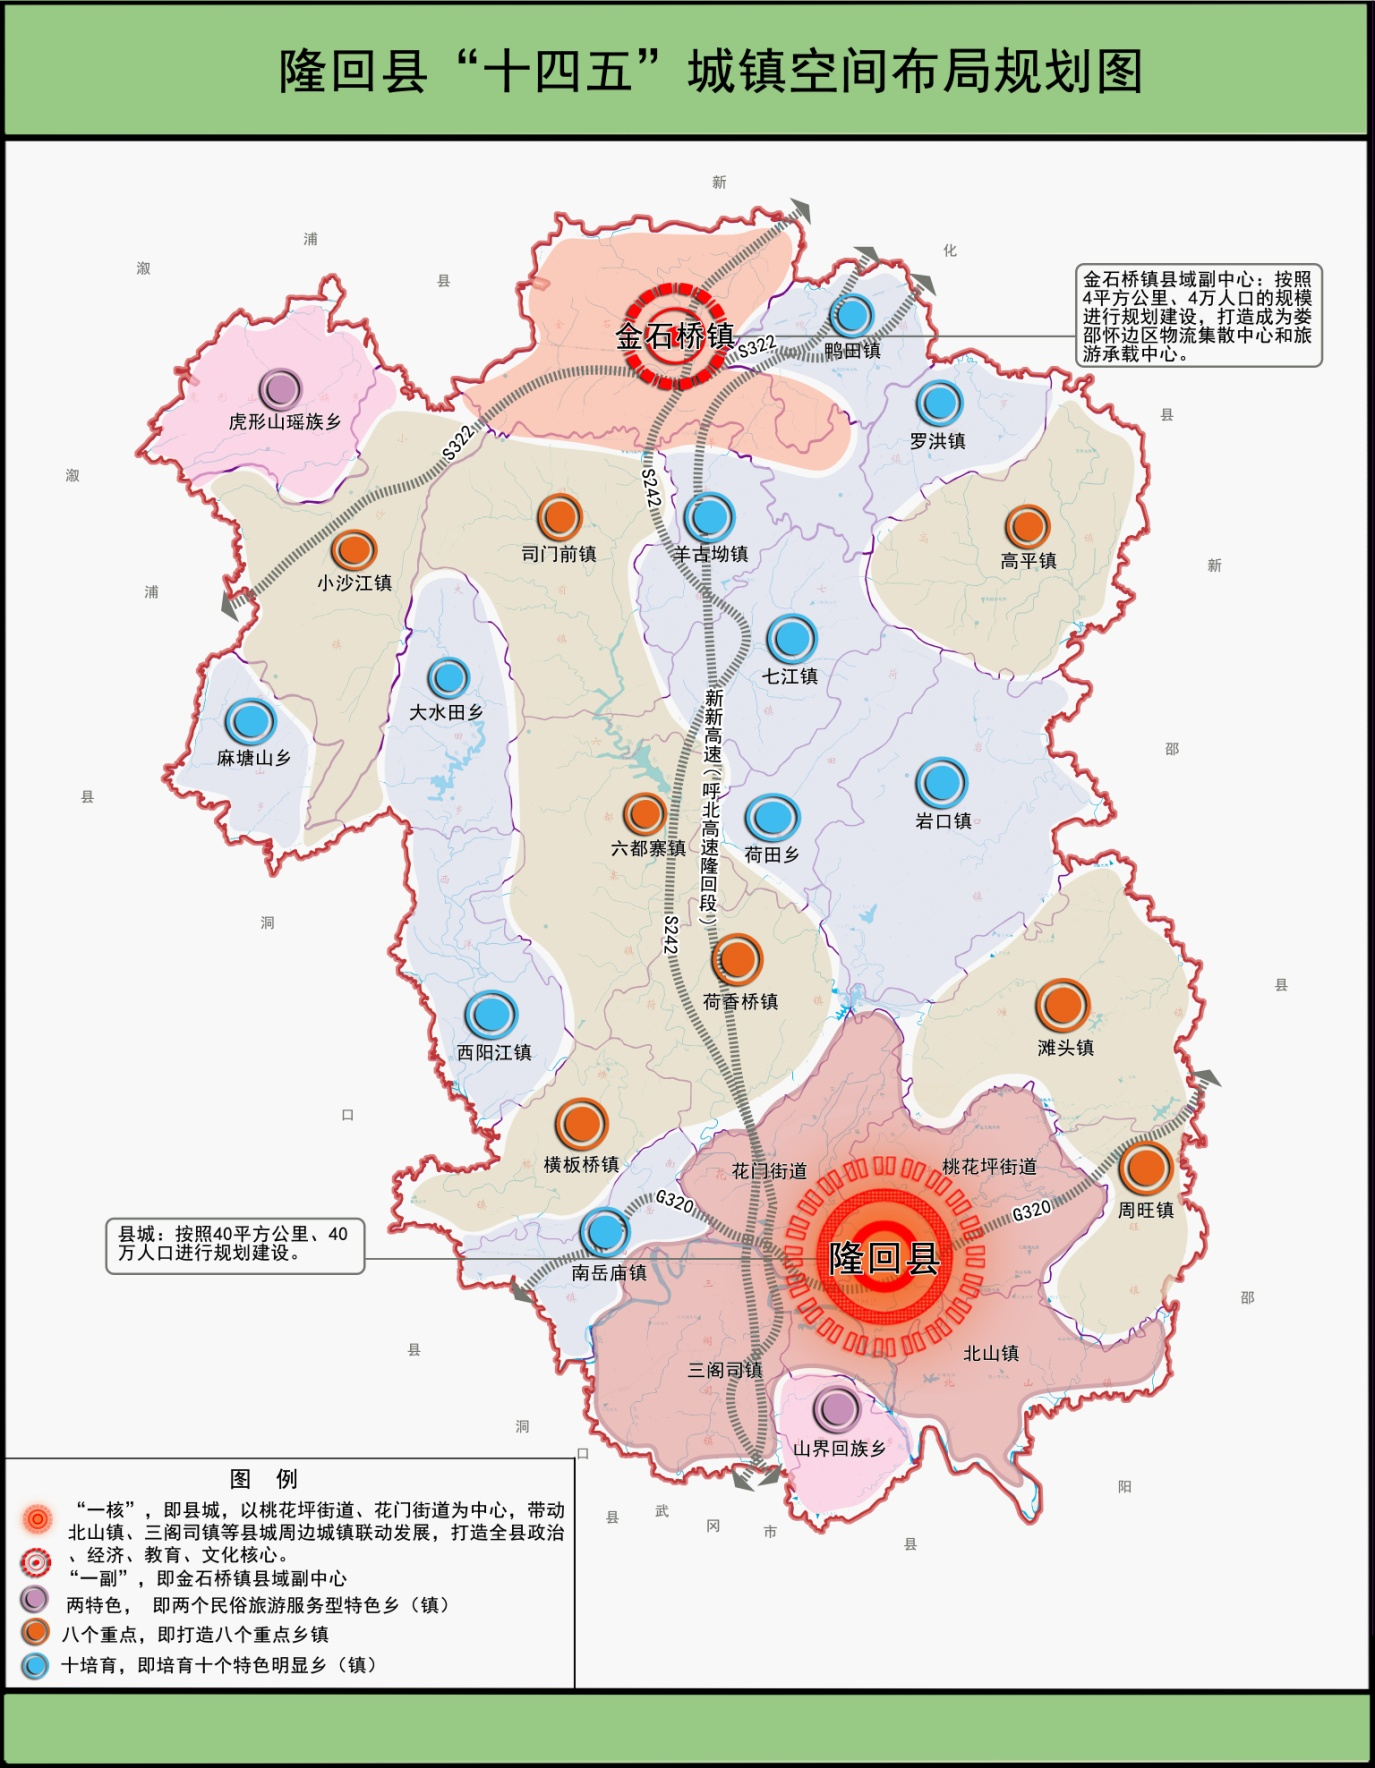 隆回县“十四五”城镇空间布局规划图
新
浦
化
溆
县
金石桥镇县域副中心：按照
4平方公里、4万人口的规模
进行规划建设，打造成为娄
邵怀边区物流集散中心和旅
游承载中心。
金石桥镇
S322
鸭田镇
虎形山瑶族乡
罗洪镇
县
S322
溆
S242
司门前镇
羊古坳镇
高平镇
小沙江镇
新
浦
七江镇
大水田乡
新新高速（呼北高速隆回段）
麻塘山乡
邵
县
岩口镇
六都寨镇
荷田乡
洞
S242
县
荷香桥镇
滩头镇
西阳江镇
口
横板桥镇
花门街道
桃花坪街道
周旺镇
G320
G320
县城：按照40平方公里、40
万人口进行规划建设。
隆回县
南岳庙镇
邵
县
北山镇
三阁司镇
洞
山界回族乡
口
阳
县
武
冈
市
县
图 例
“一核”，即县城，以桃花坪街道、花门街道为中心，带动
北山镇、三阁司镇等县城周边城镇联动发展，打造全县政治
、经济、教育、文化核心。
“一副”，即金石桥镇县域副中心
两特色， 即两个民俗旅游服务型特色乡（镇）
八个重点，即打造八个重点乡镇
十培育，即培育十个特色明显乡（镇）